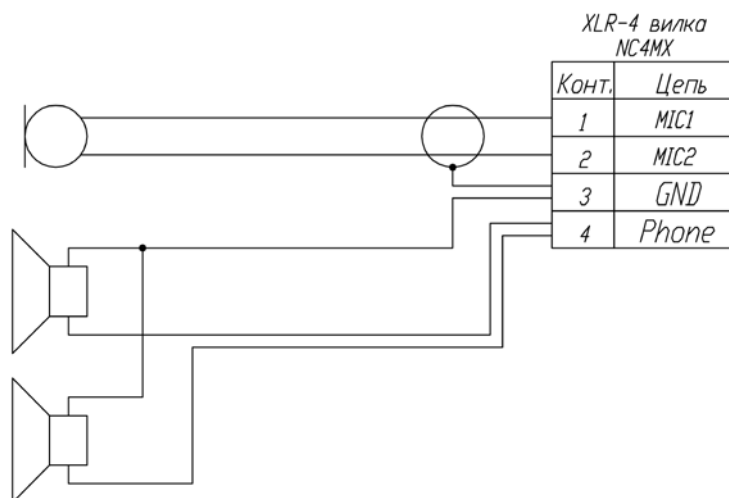 XLR-4 вилка
NC4MX
Конт. Цепь
1 MIC1
2 MIC2
3 GND
4 Phone